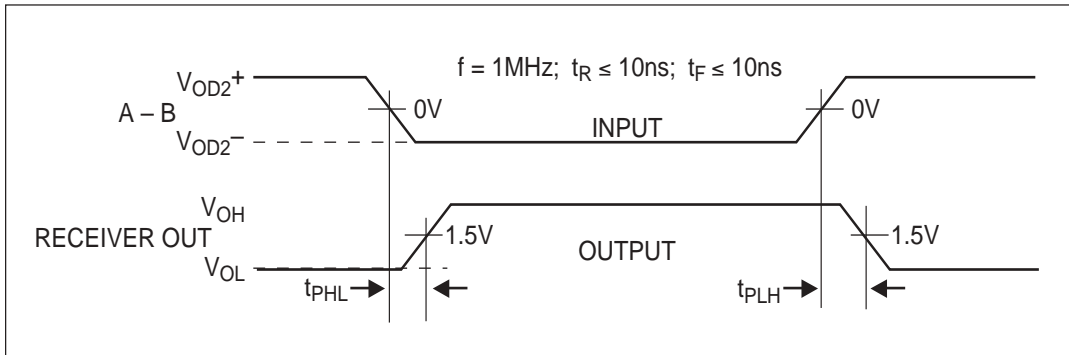 f = 1MHz; tR ≤ 10ns; tF ≤ 10ns
VOD2+
A – B
0V
0V
VOD2–
INPUT
VOH
RECEIVER OUT
1.5V
OUTPUT
1.5V
VOL
tPHL
tPLH